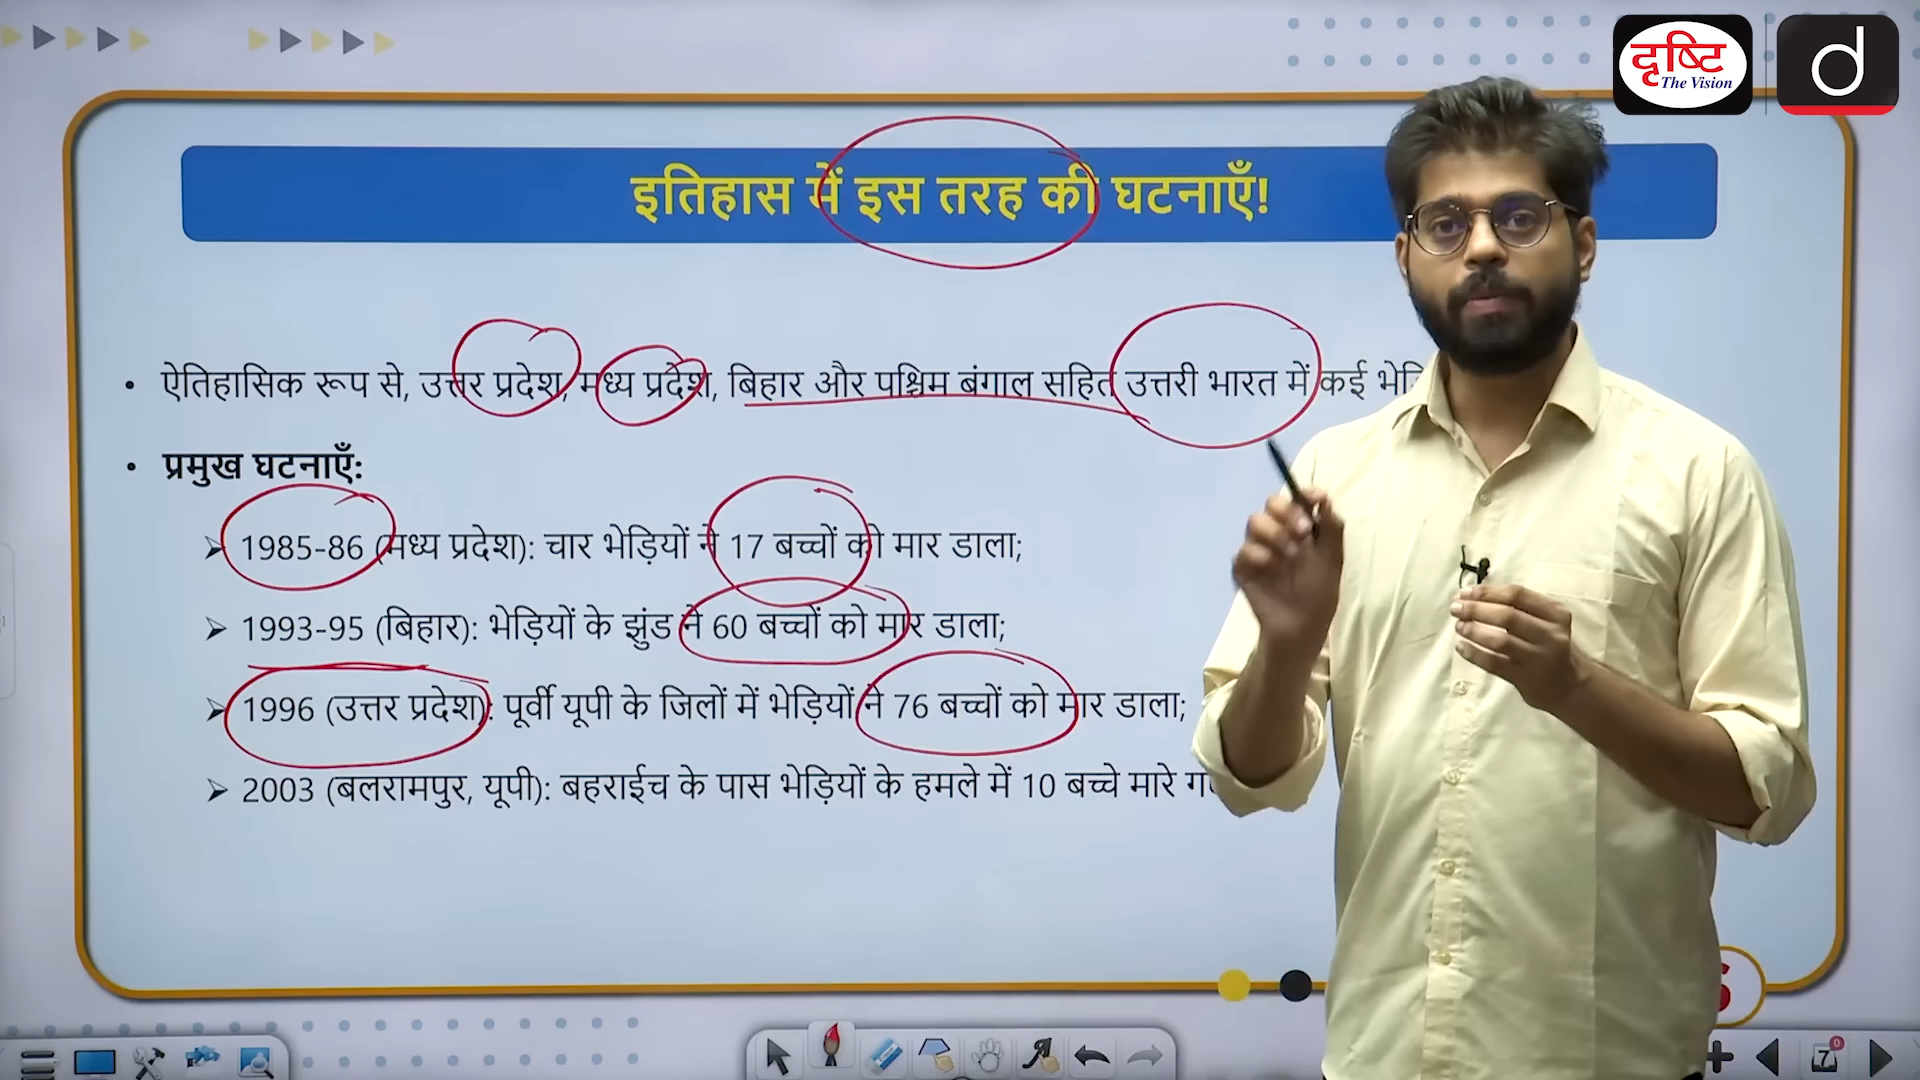 दृष्टि
The Vision
d
इतिहास में इस तरह की घटनाएँ!
• ऐतिहासिक रूप से, उत्तर प्रदेश, मध्य प्रदेश, बिहार और पश्चिम बंगाल सहित उत्तरी भारत में कई
• प्रमुख घटनाएँ:
➢ 1985-86 (मध्य प्रदेश): चार भेड़ियों ने 17 बच्चों को मार डाला;
➢ 1993-95 (बिहार): भेड़ियों के झुंड ने 60 बच्चों को मार डाला;
➢ 1996 (उत्तर प्रदेश): पूर्वी यूपी के जिलों में भेड़ियों ने 76 बच्चों को मार डाला;
➢ 2003 (बलरामपुर, यूपी): बहराईच के पास भेड़ियों के हमले में 10 बच्चे मारे
7
0